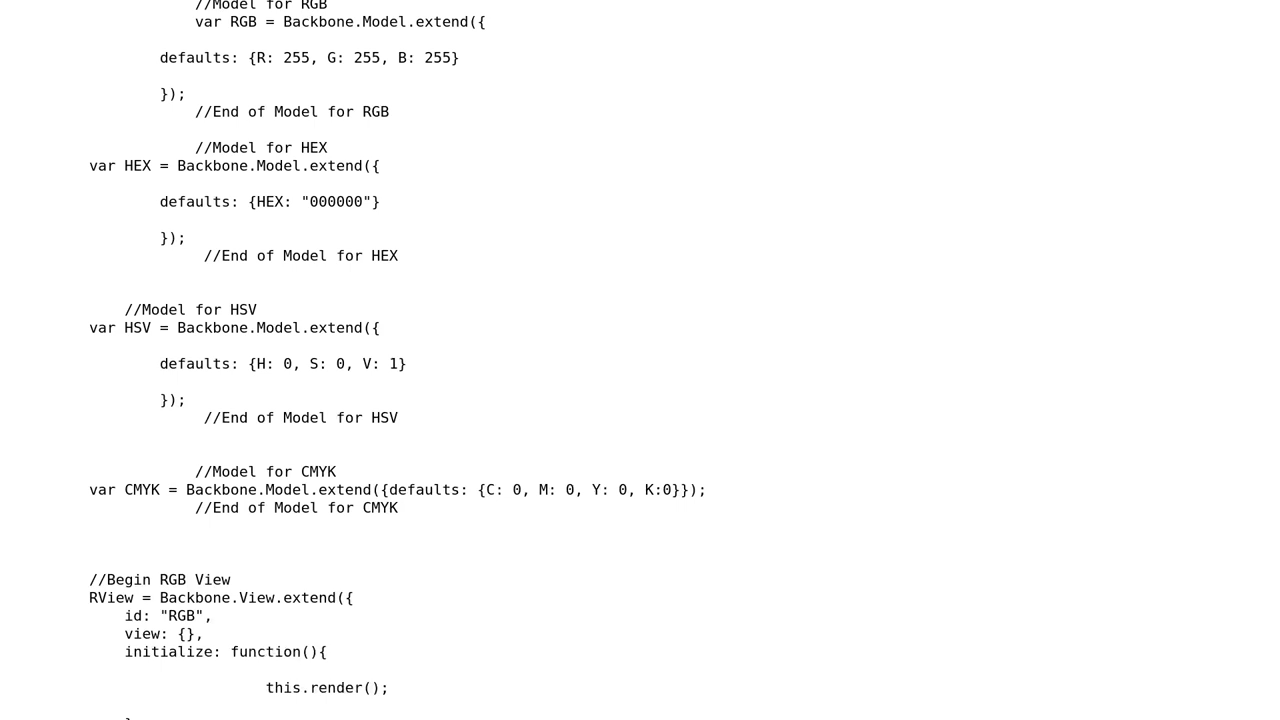 //Model for RGB
var RGB = Backbone.Model.extend({
defaults: {R: 255, G: 255, B: 255}
});
//End of Model for RGB
//Model for HEX
var HEX = Backbone.Model.extend({
defaults: {HEX: "000000"}
});
//End of Model for HEX
//Model for HSV
var HSV = Backbone.Model.extend({
defaults: {H: 0, S: 0, V: 1}
});
//End of Model for HSV
//Model for CMYK
var CMYK = Backbone.Model.extend({defaults: {C: 0, M: 0, Y: 0, K:0}});
//End of Model for CMYK
//Begin RGB View
RView = Backbone.View.extend({
id: "RGB",
view: {},
initialize: function(){
this.render();